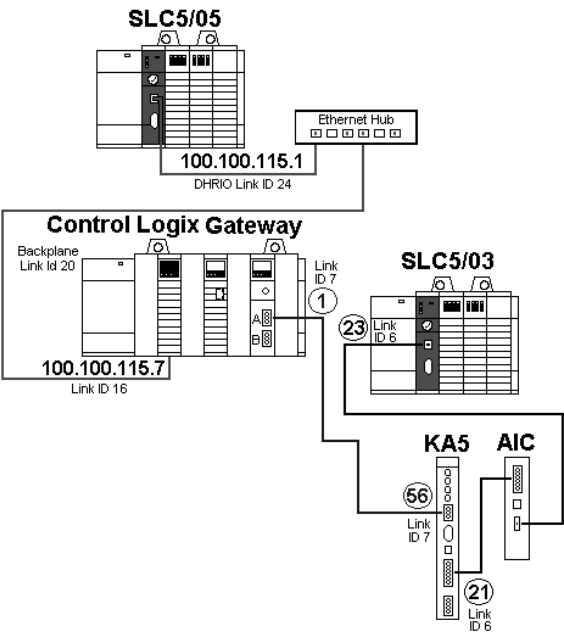 SLC5/05
Ethernet Hub
100.100.115.1
DHRIO Link ID 24
Control Logix Gateway
Backplane
Link Id 20
Link
ID 7
1
A
B
SLC5/03
23
Link
ID 6
100.100.115.7
Link ID 16
KA5
AIC
56
Link
ID 7
21
Link
ID 6